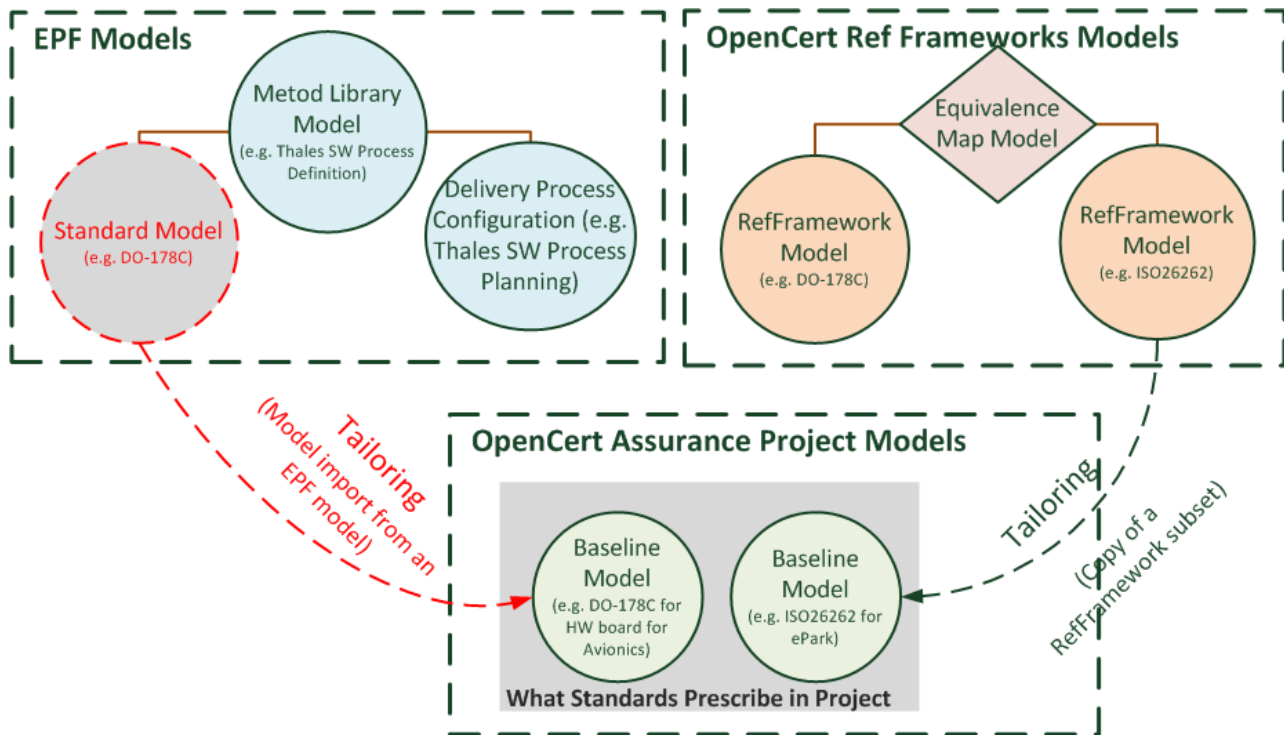 EPF Models
Metod Library
Model
(e.g. Thales SW Process
Definition)
Standard Model
(e.g. DO-178C)
Delivery Process
Configuration (e.g.
Thales SW Process
Planning)
OpenCert Ref Frameworks Models
Equivalence
Map Model
RefFramework
Model
(e.g. DO-178C)
RefFramework
Model
(e.g. ISO26262)
Tailoring
(Model import from an
EPF model)
OpenCert Assurance Project Models
Baseline
Model
(e.g. DO-178C for
HW board for
Avionics)
Baseline
Model
(e.g. ISO26262 for
ePark)
What Standards Prescribe in Project
Tailoring
(Copy of a
RefFramework subset)